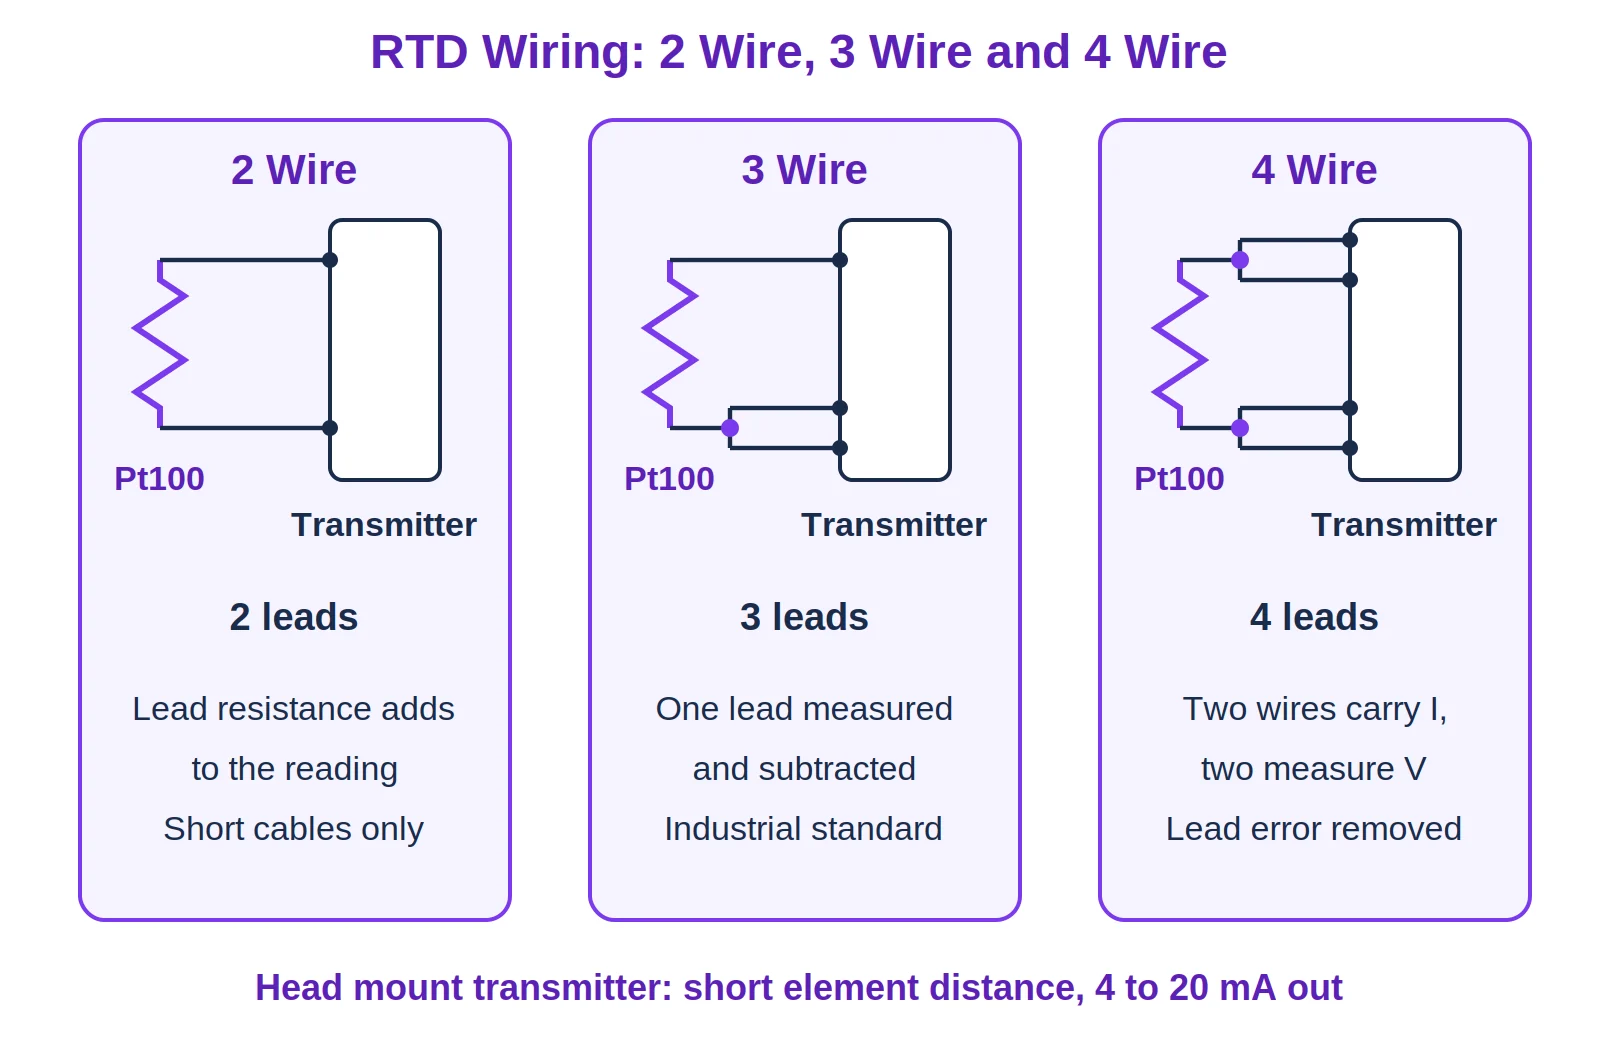 RTD Wiring: 2 Wire, 3 Wire and 4 Wire
2 Wire
Pt100
Transmitter
2 leads
Lead resistance adds
to the reading
Short cables only
3 Wire
Pt100
Transmitter
3 leads
One lead measured
and subtracted
Industrial standard
4 Wire
Pt100
Transmitter
4 leads
Two wires carry I,
two measure V
Lead error removed
Head mount transmitter: short element distance, 4 to 20 mA out